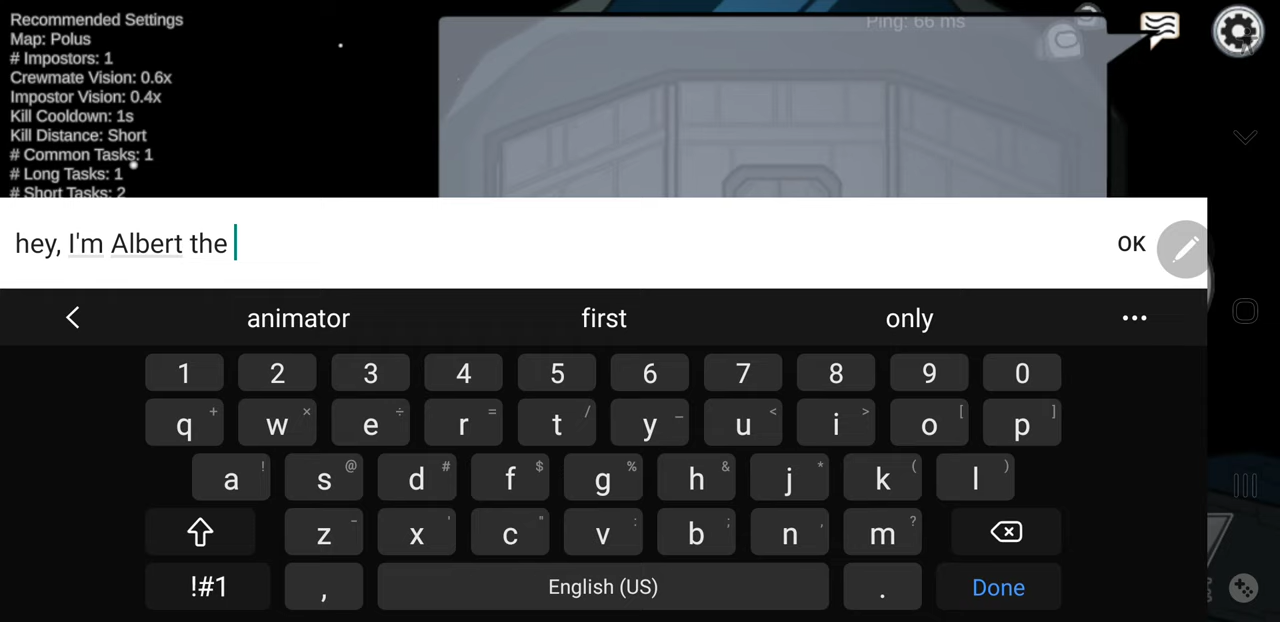 Recommended Settings
Map: Polus
# Impostors: 1
Crewmate Vision: 0.6x
Impostor Vision: 0.4x
Kill Cooldown: 1s
Kill Distance: Short
# Common Tasks: 1
# Long Tasks: 1
# Short Tasks: 2
Ping: 66 ms
hey, I'm Albert the
OK
animator first only
1 2 3 4 5 6 7 8 9 0
q + w × e ÷ r = t / y _ u < i > o [ p ]
a ! s @ d # f $ g % h & j * k ( l )
z - x ' c " v : b ; n , m ?
!#1 , English (US) . Done